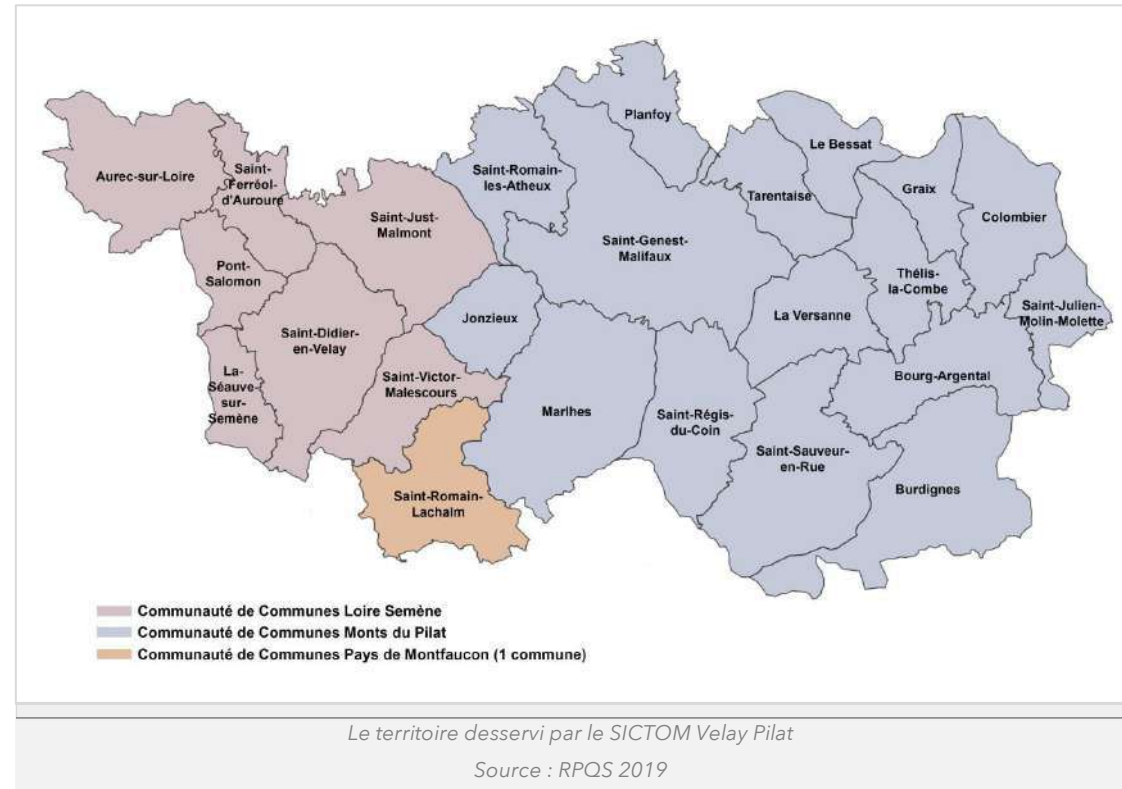 Planfoy
Le Bessat
Aurec-sur-Loire
Saint-
Ferréol-
d'Auroure
Saint-Romain-
les-Atheux
Tarentaise
Graix
Colombier
Saint-Just-
Malmont
Saint-Genest-
Malifaux
Pont-
Salomon
Thélis-
la-Combe
Saint-Julien-
Molin-Molette
Jonzieux
La Versanne
Saint-Didier-
en-Velay
La-
Séauve-
sur-
Semène
Saint-Victor-
Malescours
Bourg-Argental
Marlhes
Saint-Régis-
du-Coin
Saint-Sauveur-
en-Rue
Burdignes
Saint-Romain-
Lachalm
Communauté de Communes Loire Semène
Communauté de Communes Monts du Pilat
Communauté de Communes Pays de Montfaucon (1 commune)
Le territoire desservi par le SICTOM Velay Pilat
Source : RPQS 2019